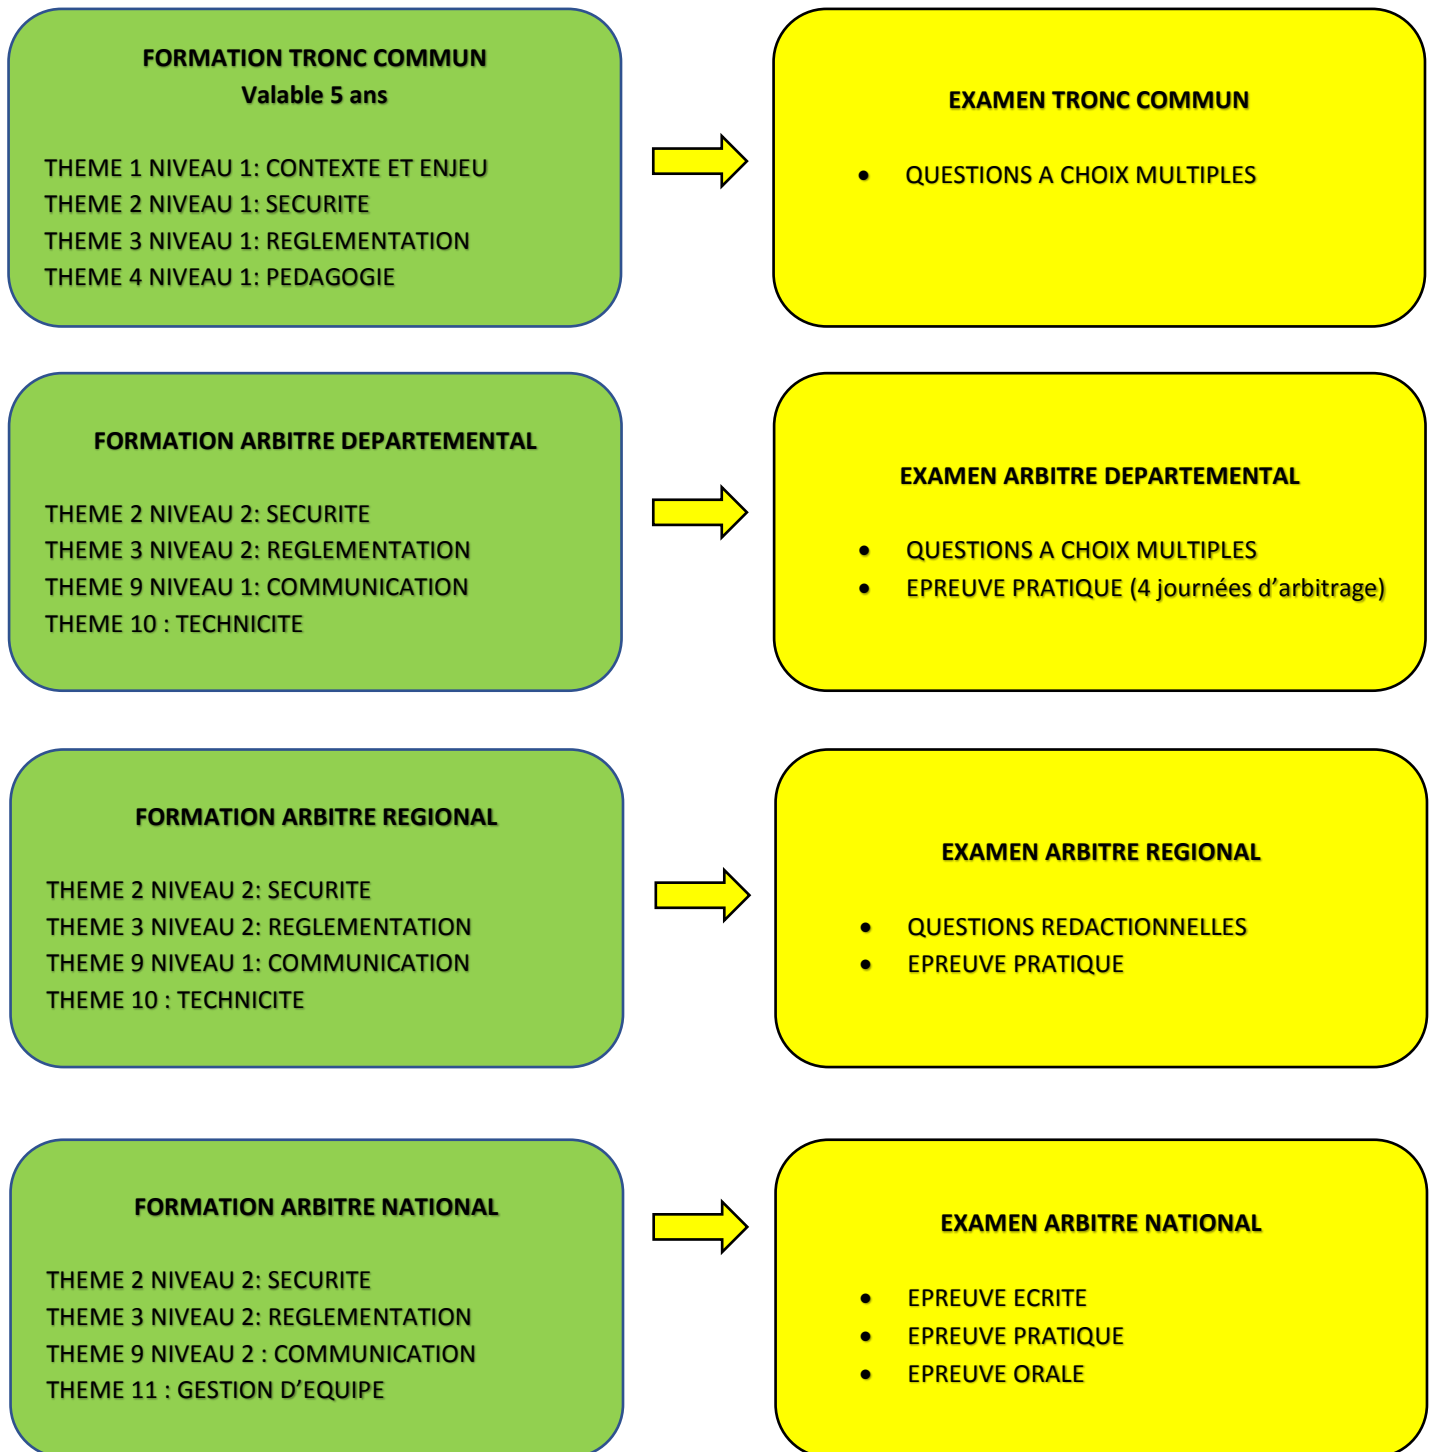 FORMATION TRONC COMMUN
Valable 5 ans
THEME 1 NIVEAU 1: CONTEXTE ET ENJEU
THEME 2 NIVEAU 1: SECURITE
THEME 3 NIVEAU 1: REGLEMENTATION
THEME 4 NIVEAU 1: PEDAGOGIE
EXAMEN TRONC COMMUN
• QUESTIONS A CHOIX MULTIPLES
FORMATION ARBITRE DEPARTEMENTAL
THEME 2 NIVEAU 2: SECURITE
THEME 3 NIVEAU 2: REGLEMENTATION
THEME 9 NIVEAU 1: COMMUNICATION
THEME 10 : TECHNICITE
EXAMEN ARBITRE DEPARTEMENTAL
• QUESTIONS A CHOIX MULTIPLES
• EPREUVE PRATIQUE (4 journées d’arbitrage)
FORMATION ARBITRE REGIONAL
THEME 2 NIVEAU 2: SECURITE
THEME 3 NIVEAU 2: REGLEMENTATION
THEME 9 NIVEAU 1: COMMUNICATION
THEME 10 : TECHNICITE
EXAMEN ARBITRE REGIONAL
• QUESTIONS REDACTIONNELLES
• EPREUVE PRATIQUE
FORMATION ARBITRE NATIONAL
THEME 2 NIVEAU 2: SECURITE
THEME 3 NIVEAU 2: REGLEMENTATION
THEME 9 NIVEAU 2 : COMMUNICATION
THEME 11 : GESTION D’EQUIPE
EXAMEN ARBITRE NATIONAL
• EPREUVE ECRITE
• EPREUVE PRATIQUE
• EPREUVE ORALE